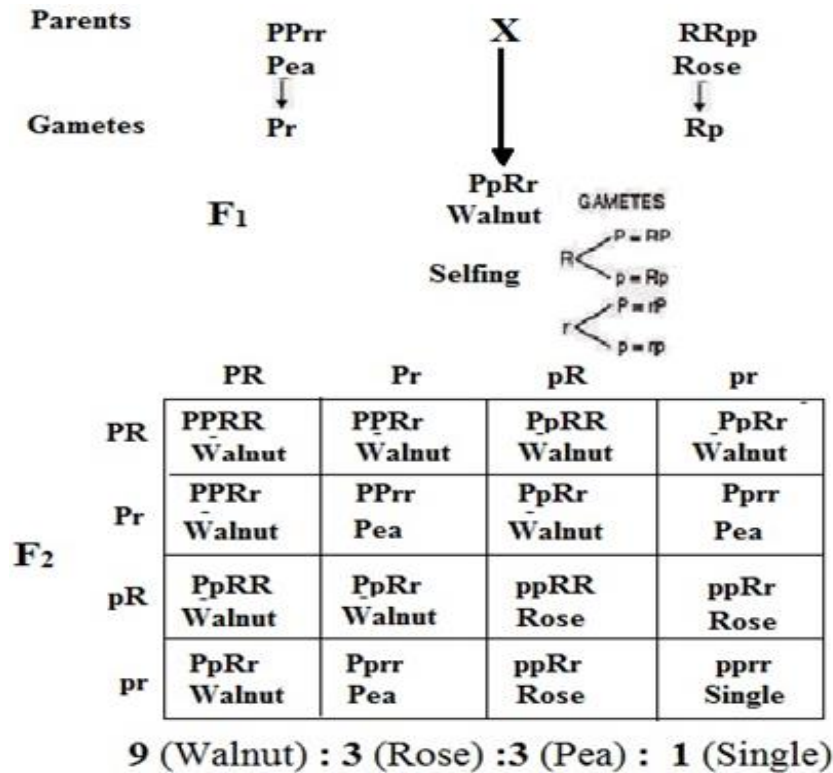 Parents PPrr X RRpp
Pea Rose
Gametes Pr Rp
PpRr
F1 Walnut GAMETES
P = RP
R
Selfing p = Rp
P = rP
r
p = rp
PR Pr pR pr
PR PPRR PPRr PpRR PpRr
Walnut Walnut Walnut Walnut
Pr PPRr PPrr PpRr Pprr
Walnut Pea Walnut Pea
F2
pR PpRR PpRr ppRR ppRr
Walnut Walnut Rose Rose
pr PpRr Pprr ppRr pprr
Walnut Pea Rose Single
9 (Walnut) : 3 (Rose) :3 (Pea) : 1 (Single)